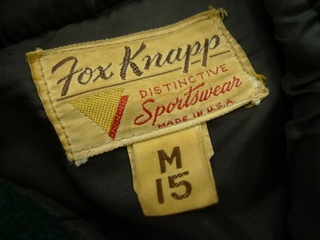 Fox Knapp
DISTINCTIVE
Sportswear
MADE IN U.S.A.
M
15